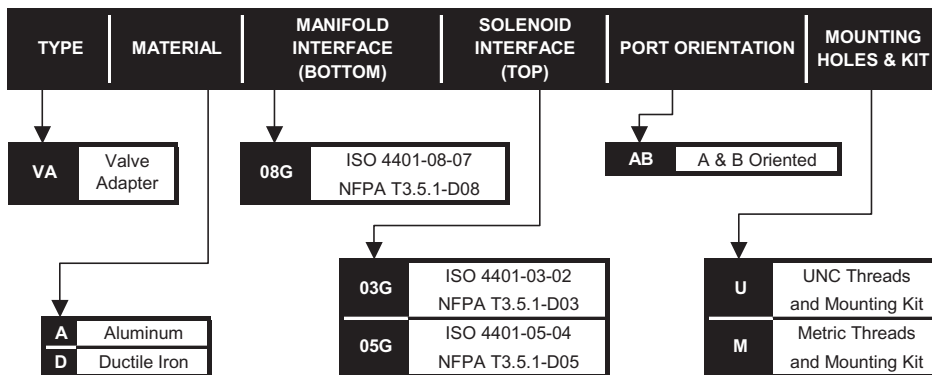 TYPE
MATERIAL
MANIFOLD
INTERFACE
(BOTTOM)
SOLENOID
INTERFACE
(TOP)
PORT ORIENTATION
MOUNTING
HOLES & KIT
VA
Valve
Adapter
08G
ISO 4401-08-07
NFPA T3.5.1-D08
AB
A & B Oriented
A
Aluminum
D
Ductile Iron
03G
ISO 4401-03-02
NFPA T3.5.1-D03
05G
ISO 4401-05-04
NFPA T3.5.1-D05
U
UNC Threads
and Mounting Kit
M
Metric Threads
and Mounting Kit